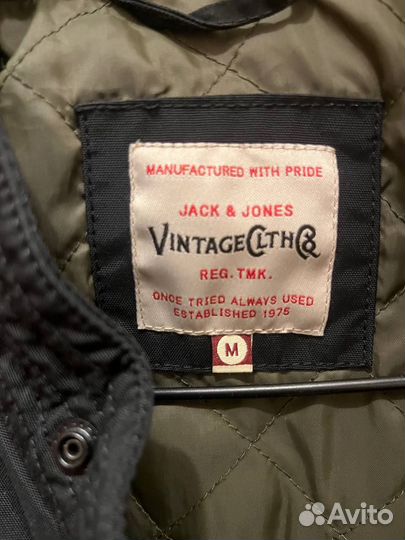 MANUFACTURED WITH PRIDE
JACK & JONES
VINTAGE CLTH Co
REG. TMK.
ONCE TRIED ALWAYS USED
ESTABLISHED 1975
M
Avito